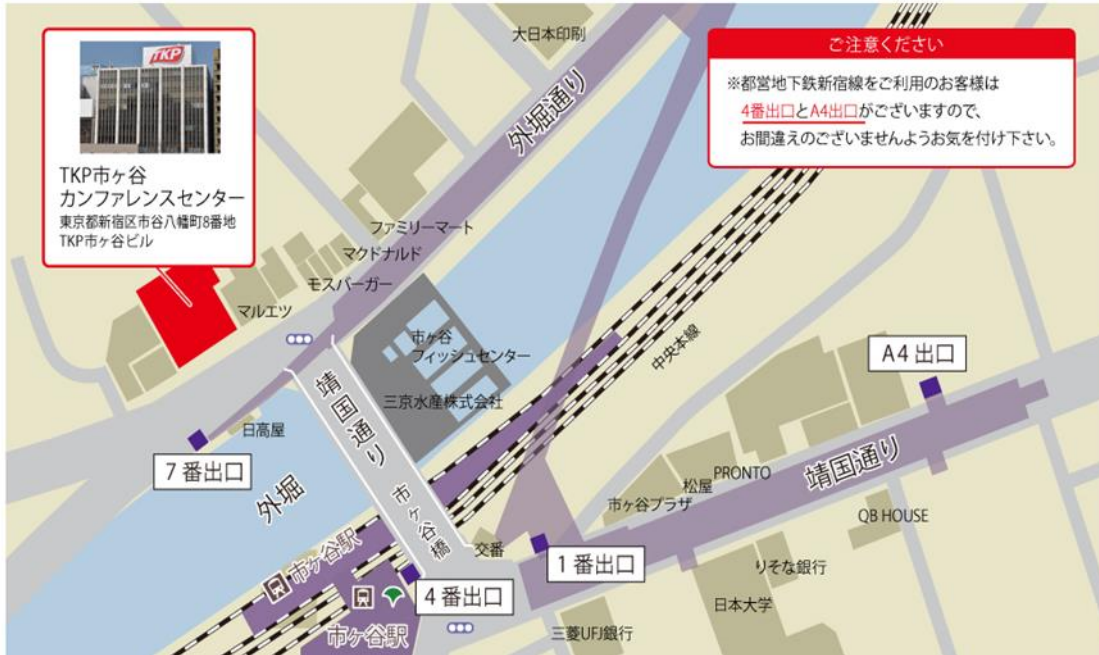 TKP
TKP市ヶ谷
カンファレンスセンター
東京都新宿区市谷八幡町8番地
TKP市ヶ谷ビル
大日本印刷
ご注意ください
※都営地下鉄新宿線をご利用のお客様は
4番出口とA4出口がございますので、
お間違えのございませんようお気を付け下さい。
外堀通り
ファミリーマート
マクドナルド
モスバーガー
マルエツ
市ヶ谷
フィッシュセンター
三京水産株式会社
中央本線
A4 出口
靖国通り
日高屋
7 番出口
外堀
市ヶ谷橋
靖国通り
PRONTO
松屋
市ヶ谷プラザ
QB HOUSE
交番
1 番出口
りそな銀行
日本大学
市ヶ谷駅
4 番出口
市ヶ谷駅
三菱UFJ銀行